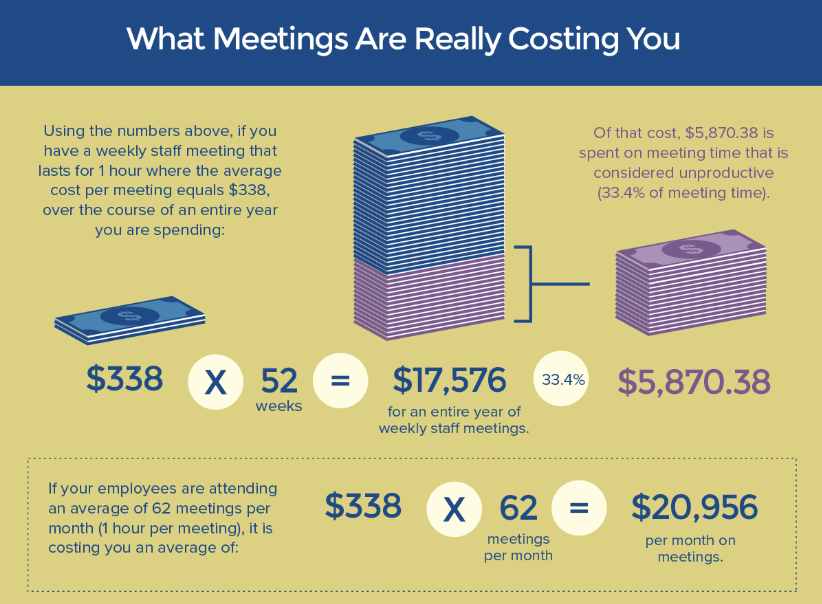 What Meetings Are Really Costing You
Using the numbers above, if you
have a weekly staff meeting that
lasts for 1 hour where the average
cost per meeting equals $338,
over the course of an entire year
you are spending:
Of that cost, $5,870.38 is
spent on meeting time that is
considered unproductive
(33.4% of meeting time).
$ $ $
$338 X 52 = $17,576 33.4% $5,870.38
weeks
for an entire year of
weekly staff meetings.
If your employees are attending
an average of 62 meetings per
month (1 hour per meeting), it is
costing you an average of:
$338 X 62 = $20,956
meetings
per month
per month on
meetings.